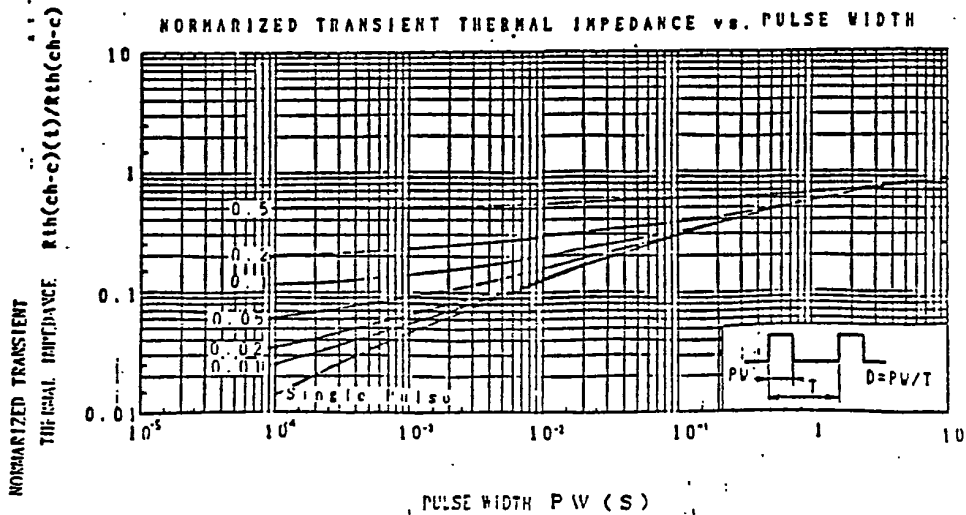 NORMARIZED TRANSIENT THERMAL IMPEDANCE vs. PULSE WIDTH
NORMARIZED TRANSIENT
THERMAL IMPEDANCE Rth(ch-c)(t)/Rth(ch-c)
10
1
0.1
0.01
0.5
0.2
0.05
0.02
0.01
Single Pulse
PW
T
D=PW/T
10⁻⁵
10⁻⁴
10⁻³
10⁻²
10⁻¹
1
10
PULSE WIDTH PW (S)